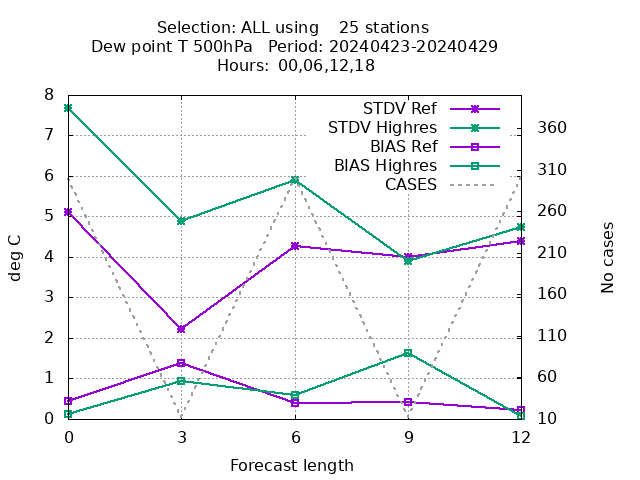 Selection: ALL using    25 stations
Dew point T 500hPa   Period: 20240423-20240429
Hours: 00,06,12,18
STDV Ref
STDV Highres
BIAS Ref
BIAS Highres
CASES
8
7
6
5
4
3
2
1
0
deg C
360
310
260
210
160
110
60
10
No cases
0 3 6 9 12
Forecast length